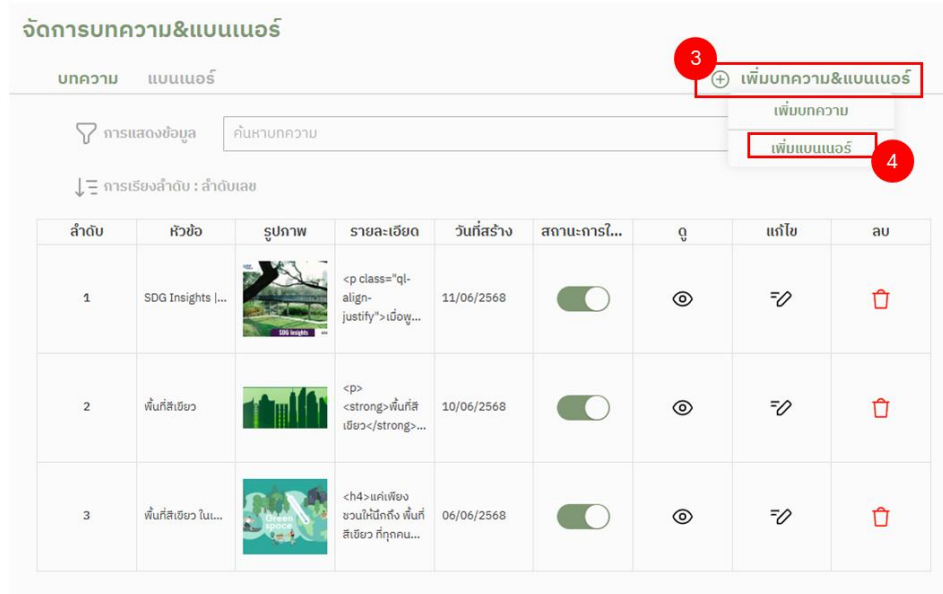 จัดการบทความ&แบนเนอร์
บทความ แบนเนอร์
3
เพิ่มบทความ&แบนเนอร์
เพิ่มบทความ
เพิ่มแบนเนอร์
4
การแสดงข้อมูล ค้นหาบทความ
การเรียงลำดับ : ลำดับเลข
ลำดับ หัวข้อ รูปภาพ รายละเอียด วันที่สร้าง สถานะการใ... ดู แก้ไข ลบ
<p class="ql-
1 SDG Insights |... align- 11/06/2568
justify">เมื่อพู...
SDG Insights
<p>
2 พื้นที่สีเขียว <strong>พื้นที่สี 10/06/2568
เขียว</strong>...
<h4>แค่เพียง
3 พื้นที่สีเขียว ในเ... Green space ชวนให้นึกถึง พื้นที่ 06/06/2568
สีเขียว ที่ทุกคน...